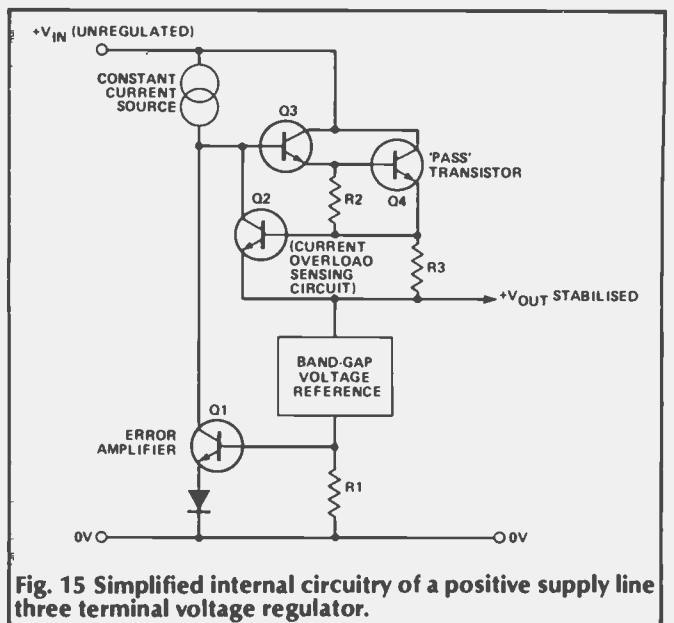 +VIN (UNREGULATED)
CONSTANT
CURRENT
SOURCE
Q3
'PASS'
TRANSISTOR
Q2
R2
Q4
(CURRENT
OVERLOAO
SENSING
CIRCUIT)
R3
+VOUT STABILISED
BAND-GAP
VOLTAGE
REFERENCE
Q1
ERROR
AMPLIFIER
R1
0V
0V
Fig. 15 Simplified internal circuitry of a positive supply line
three terminal voltage regulator.